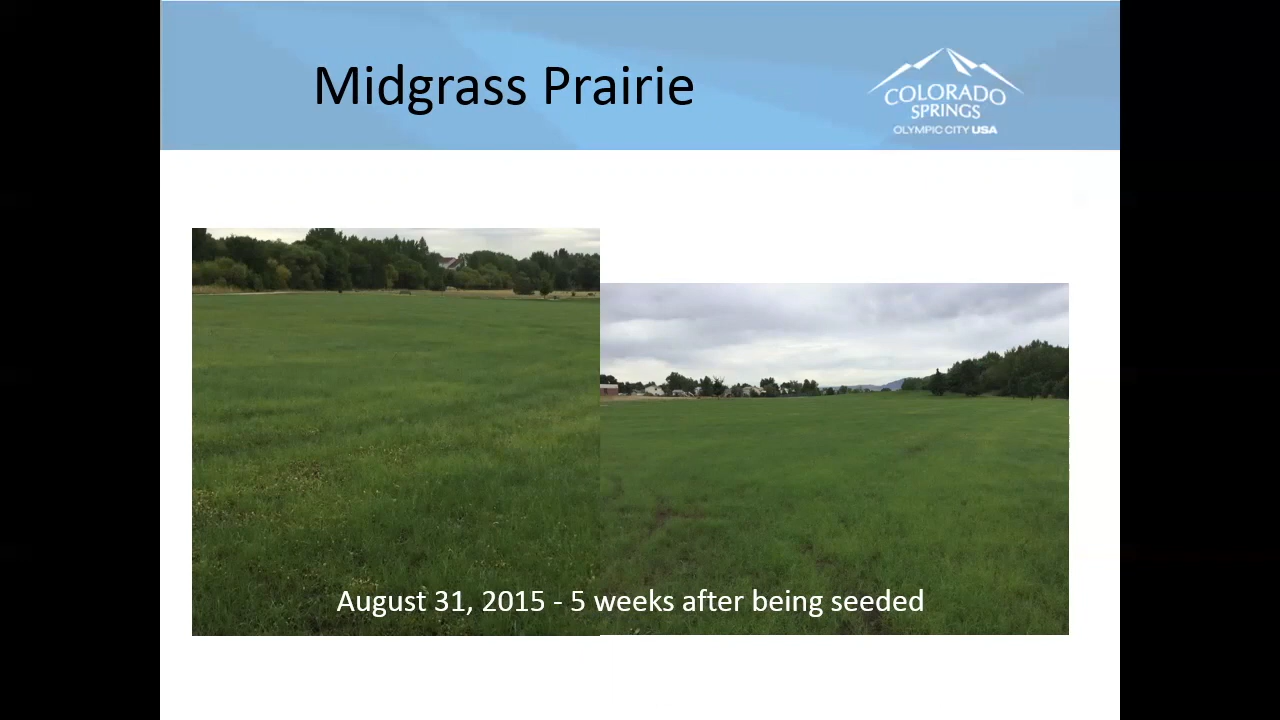 Midgrass Prairie
COLORADO
SPRINGS
OLYMPIC CITY USA
August 31, 2015 - 5 weeks after being seeded